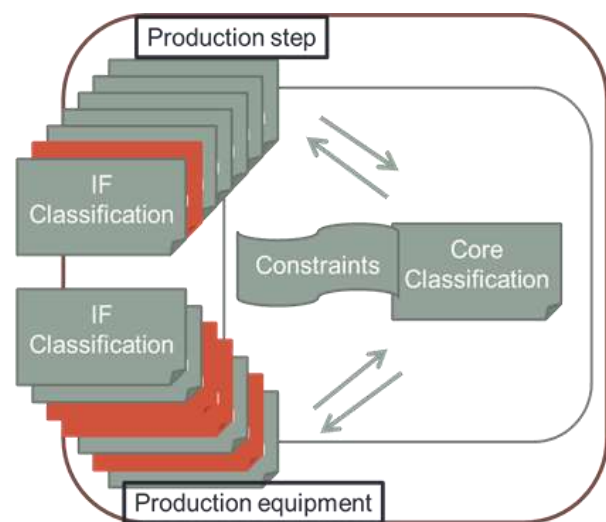 Production step
IF
Classification
Constraints
Core
Classification
IF
Classification
Production equipment